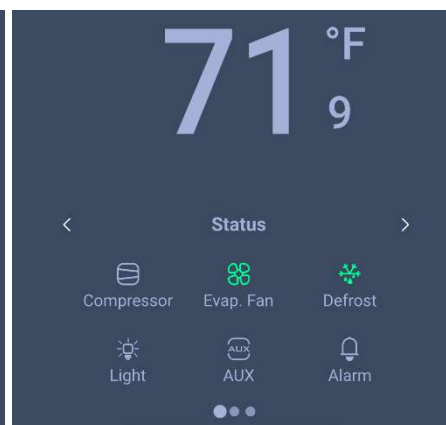 71 °F
9
< Status >
Compressor Evap. Fan Defrost
AUX
Light AUX Alarm